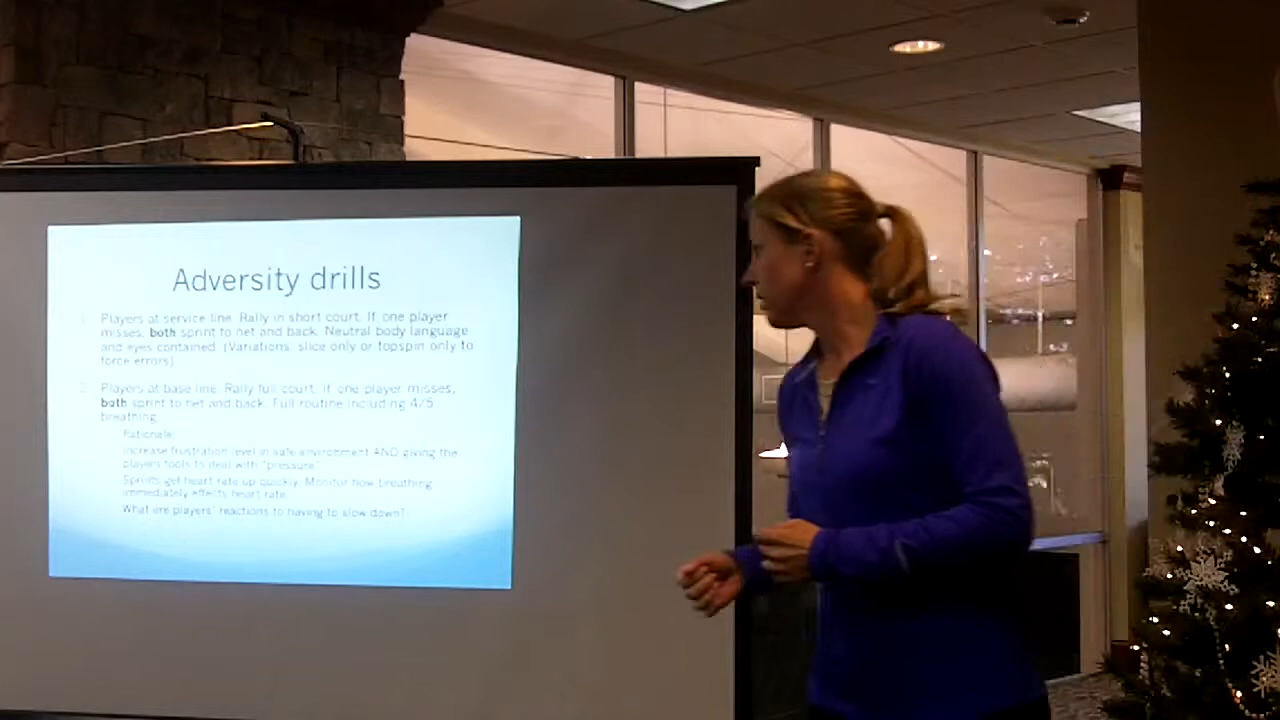 Adversity drills
1. Players at service line. Rally in short court. If one player
misses, both sprint to net and back. Neutral body language
and eyes contained. (Variations: slice only or topspin only to
force errors)
2. Players at base line. Rally full court. If one player misses,
both sprint to net and back. Full routine including 4/5
breathing.
Rationale:
Increase frustration level in safe environment AND giving the
players tools to deal with "pressure"
Sprints get heart rate up quickly. Monitor how breathing
immediately effects heart rate.
What are players' reactions to having to slow down?